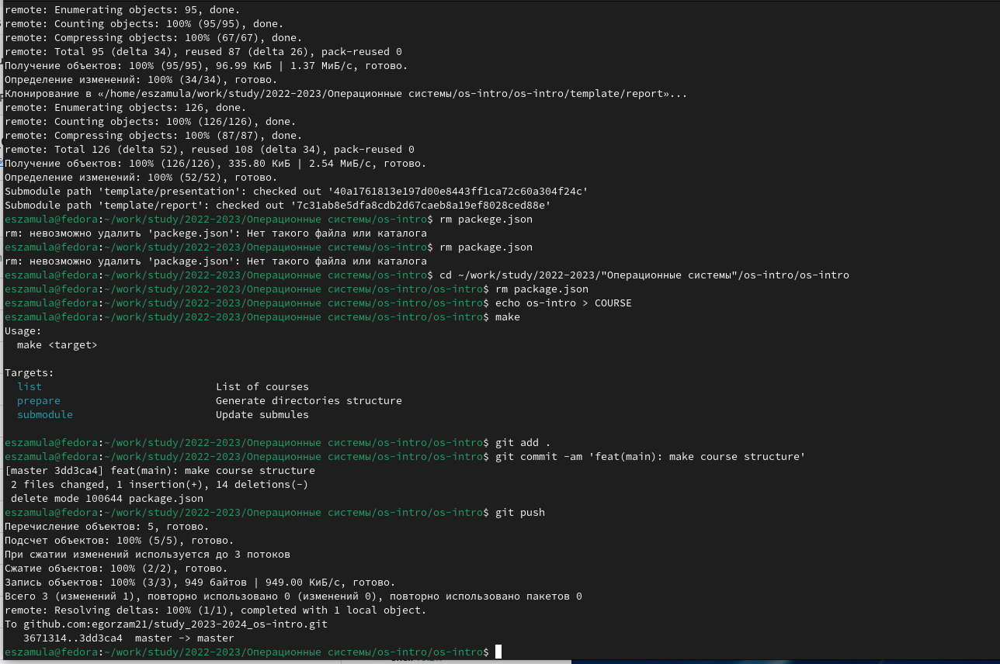 remote: Enumerating objects: 95, done.
remote: Counting objects: 100% (95/95), done.
remote: Compressing objects: 100% (67/67), done.
remote: Total 95 (delta 34), reused 87 (delta 26), pack-reused 0
Получение объектов: 100% (95/95), 96.99 КиБ | 1.37 МиБ/с, готово.
Определение изменений: 100% (34/34), готово.
Клонирование в «/home/eszamula/work/study/2022-2023/Операционные системы/os-intro/os-intro/template/report»...
remote: Enumerating objects: 126, done.
remote: Counting objects: 100% (126/126), done.
remote: Compressing objects: 100% (87/87), done.
remote: Total 126 (delta 52), reused 108 (delta 34), pack-reused 0
Получение объектов: 100% (126/126), 335.80 КиБ | 2.54 МиБ/с, готово.
Определение изменений: 100% (52/52), готово.
Submodule path 'template/presentation': checked out '40a1761813e197d00e8443ff1ca72c60a304f24c'
Submodule path 'template/report': checked out '7c31ab8e5dfa8cdb2d67caeb8a19ef8028ced88e'
eszamula@fedora:~/work/study/2022-2023/Операционные системы/os-intro$ rm packege.json
rm: невозможно удалить 'packege.json': Нет такого файла или каталога
eszamula@fedora:~/work/study/2022-2023/Операционные системы/os-intro$ rm package.json
rm: невозможно удалить 'package.json': Нет такого файла или каталога
eszamula@fedora:~/work/study/2022-2023/Операционные системы/os-intro$ cd ~/work/study/2022-2023/"Операционные системы"/os-intro/os-intro
eszamula@fedora:~/work/study/2022-2023/Операционные системы/os-intro/os-intro$ rm package.json
eszamula@fedora:~/work/study/2022-2023/Операционные системы/os-intro/os-intro$ echo os-intro > COURSE
eszamula@fedora:~/work/study/2022-2023/Операционные системы/os-intro/os-intro$ make
Usage:
  make <target>
Targets:
  list                            List of courses
  prepare                         Generate directories structure
  submodule                       Update submules
eszamula@fedora:~/work/study/2022-2023/Операционные системы/os-intro/os-intro$ git add .
eszamula@fedora:~/work/study/2022-2023/Операционные системы/os-intro/os-intro$ git commit -am 'feat(main): make course structure'
[master 3dd3ca4] feat(main): make course structure
 2 files changed, 1 insertion(+), 14 deletions(-)
 delete mode 100644 package.json
eszamula@fedora:~/work/study/2022-2023/Операционные системы/os-intro/os-intro$ git push
Перечисление объектов: 5, готово.
Подсчет объектов: 100% (5/5), готово.
При сжатии изменений используется до 3 потоков
Сжатие объектов: 100% (2/2), готово.
Запись объектов: 100% (3/3), 949 байтов | 949.00 КиБ/с, готово.
Всего 3 (изменений 1), повторно использовано 0 (изменений 0), повторно использовано пакетов 0
remote: Resolving deltas: 100% (1/1), completed with 1 local object.
To github.com:egorzam21/study_2023-2024_os-intro.git
   3671314..3dd3ca4  master -> master
eszamula@fedora:~/work/study/2022-2023/Операционные системы/os-intro/os-intro$